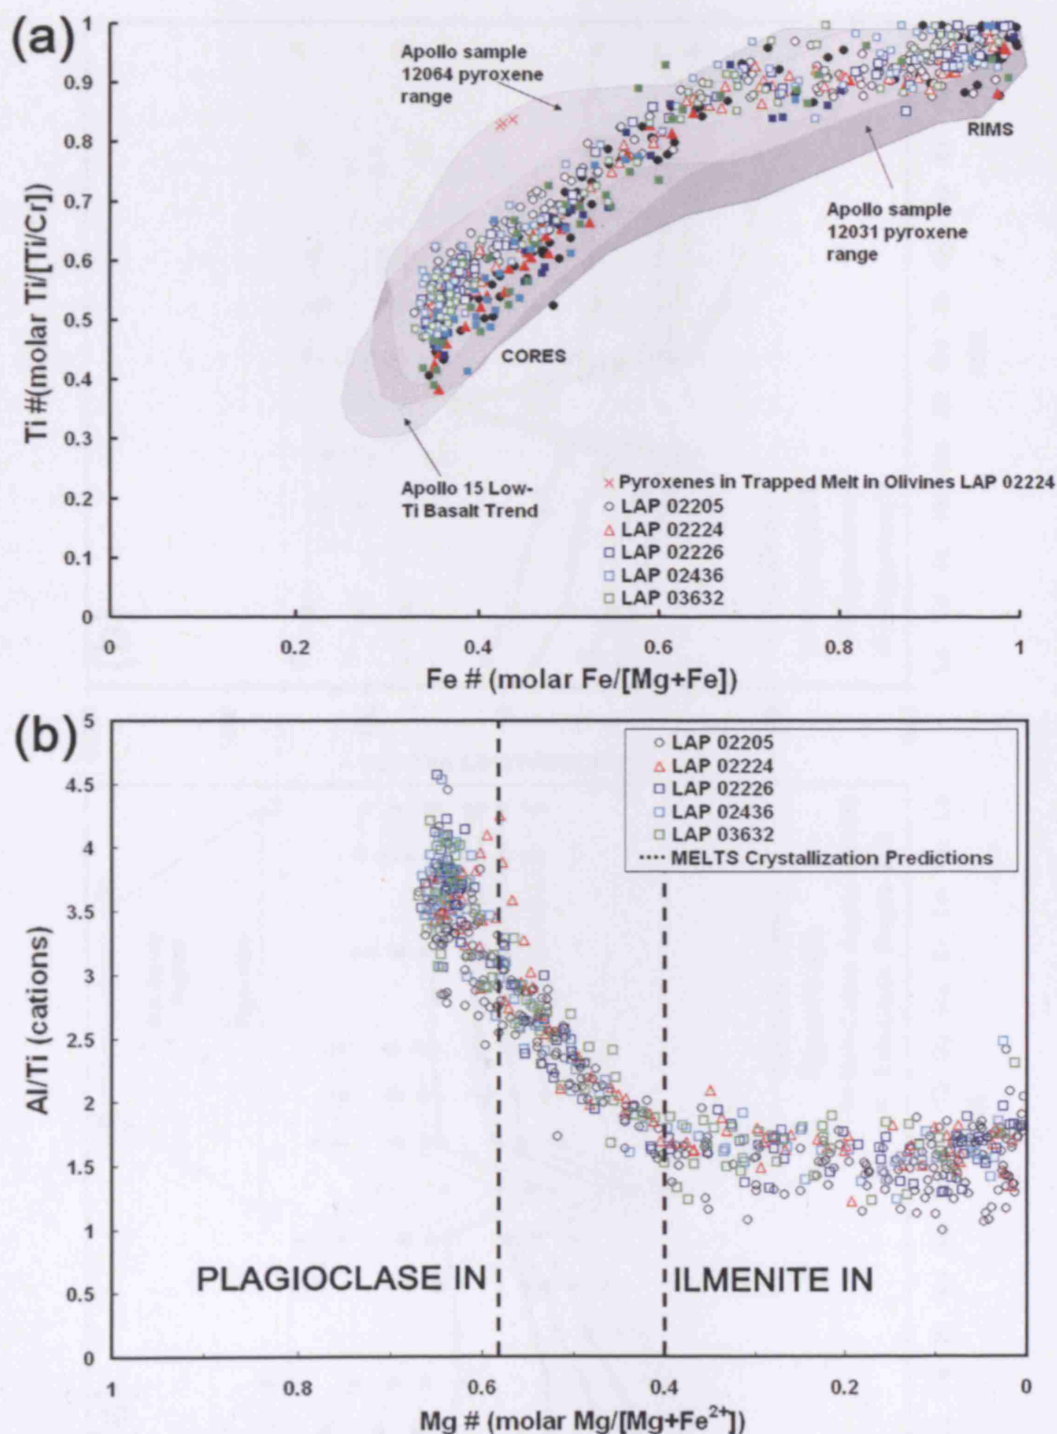 (a)
1
0.9
0.8
0.7
0.6
0.5
0.4
0.3
0.2
0.1
0
Ti #(molar Ti/[Ti/Cr])
Apollo sample
12064 pyroxene
range
RIMS
Apollo sample
12031 pyroxene
range
CORES
Apollo 15 Low-
Ti Basalt Trend
Pyroxenes in Trapped Melt in Olivines LAP 02224
LAP 02205
LAP 02224
LAP 02226
LAP 02436
LAP 03632
0
0.2
0.4
0.6
0.8
1
Fe # (molar Fe/[Mg+Fe])
(b)
5
4.5
4
3.5
3
2.5
2
1.5
1
0.5
0
Al/Ti (cations)
LAP 02205
LAP 02224
LAP 02226
LAP 02436
LAP 03632
MELTS Crystallization Predictions
PLAGIOCLASE IN
ILMENITE IN
1
0.8
0.6
0.4
0.2
0
Mg # (molar Mg/[Mg+Fe²⁺])